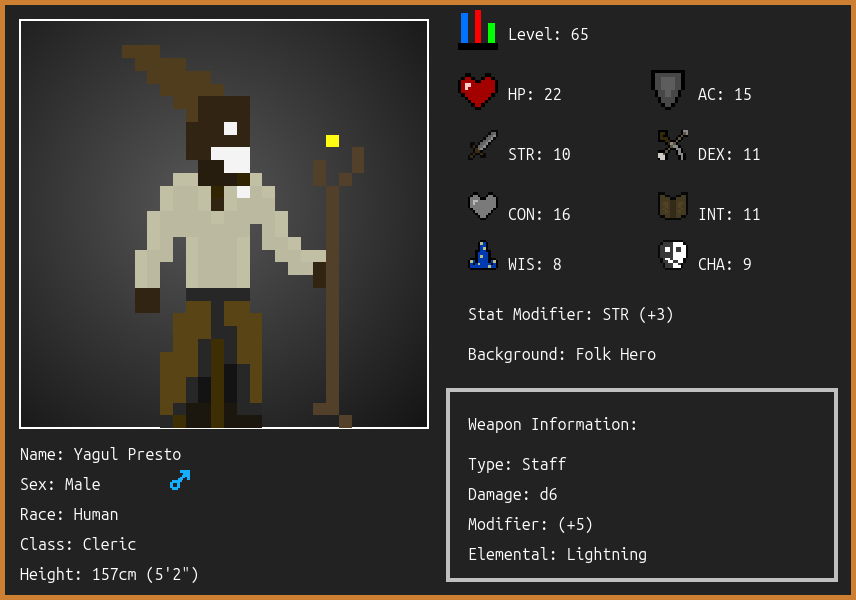 Level: 65
HP: 22
AC: 15
STR: 10
DEX: 11
CON: 16
INT: 11
WIS: 8
CHA: 9
Stat Modifier: STR (+3)
Background: Folk Hero
Weapon Information:
Type: Staff
Damage: d6
Modifier: (+5)
Elemental: Lightning
Name: Yagul Presto
Sex: Male
Race: Human
Class: Cleric
Height: 157cm (5'2")